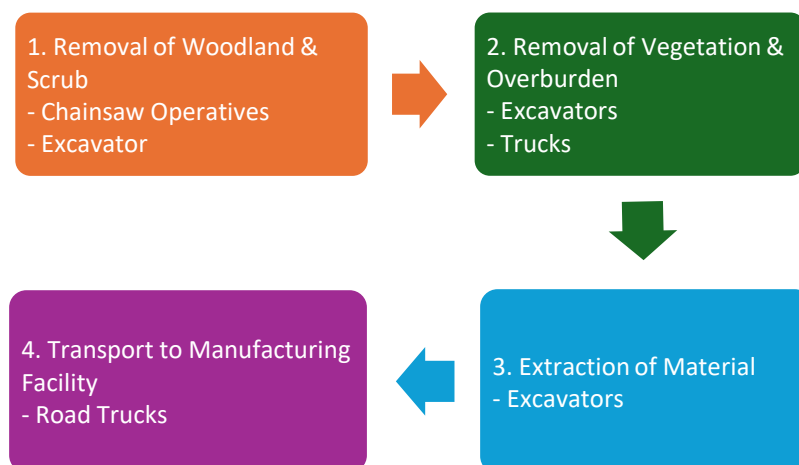 1. Removal of Woodland &
Scrub
- Chainsaw Operatives
- Excavator
2. Removal of Vegetation &
Overburden
- Excavators
- Trucks
3. Extraction of Material
- Excavators
4. Transport to Manufacturing
Facility
- Road Trucks